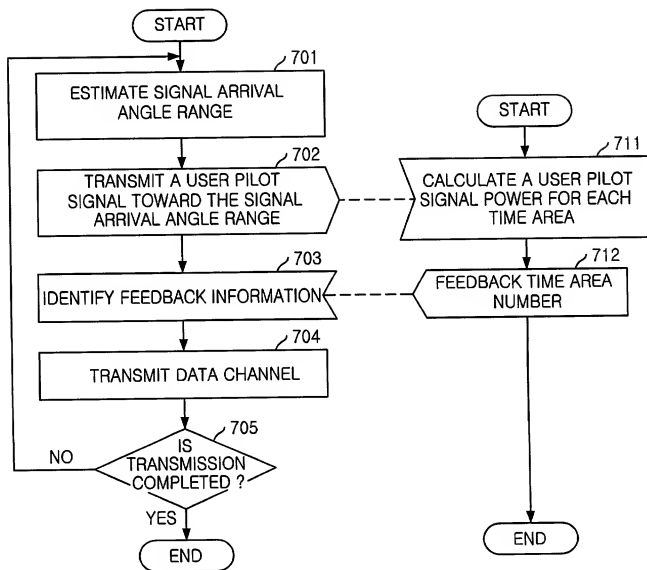 START
701
ESTIMATE SIGNAL ARRIVAL
ANGLE RANGE
702
TRANSMIT A USER PILOT
SIGNAL TOWARD THE SIGNAL
ARRIVAL ANGLE RANGE
703
IDENTIFY FEEDBACK INFORMATION
704
TRANSMIT DATA CHANNEL
705
IS
TRANSMISSION
COMPLETED ?
NO
YES
END
START
711
CALCULATE A USER PILOT
SIGNAL POWER FOR EACH
TIME AREA
712
FEEDBACK TIME AREA
NUMBER
END